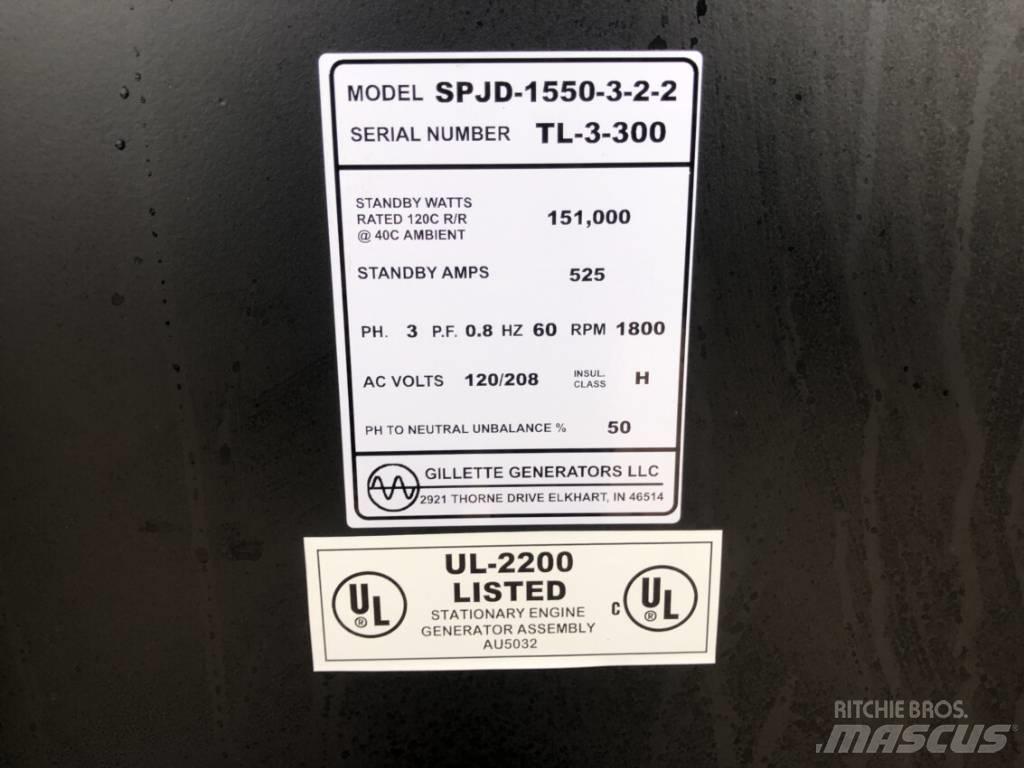 MODEL SPJD-1550-3-2-2
SERIAL NUMBER TL-3-300
STANDBY WATTS
RATED 120C R/R 151,000
@ 40C AMBIENT
STANDBY AMPS 525
PH. 3 P.F. 0.8 HZ 60 RPM 1800
AC VOLTS 120/208 INSUL. CLASS H
PH TO NEUTRAL UNBALANCE % 50
GILLETTE GENERATORS LLC
2921 THORNE DRIVE ELKHART, IN 46514
UL-2200
LISTED
STATIONARY ENGINE
GENERATOR ASSEMBLY
AU5032
UL®
C UL®
RITCHIE BROS.
MASCUS